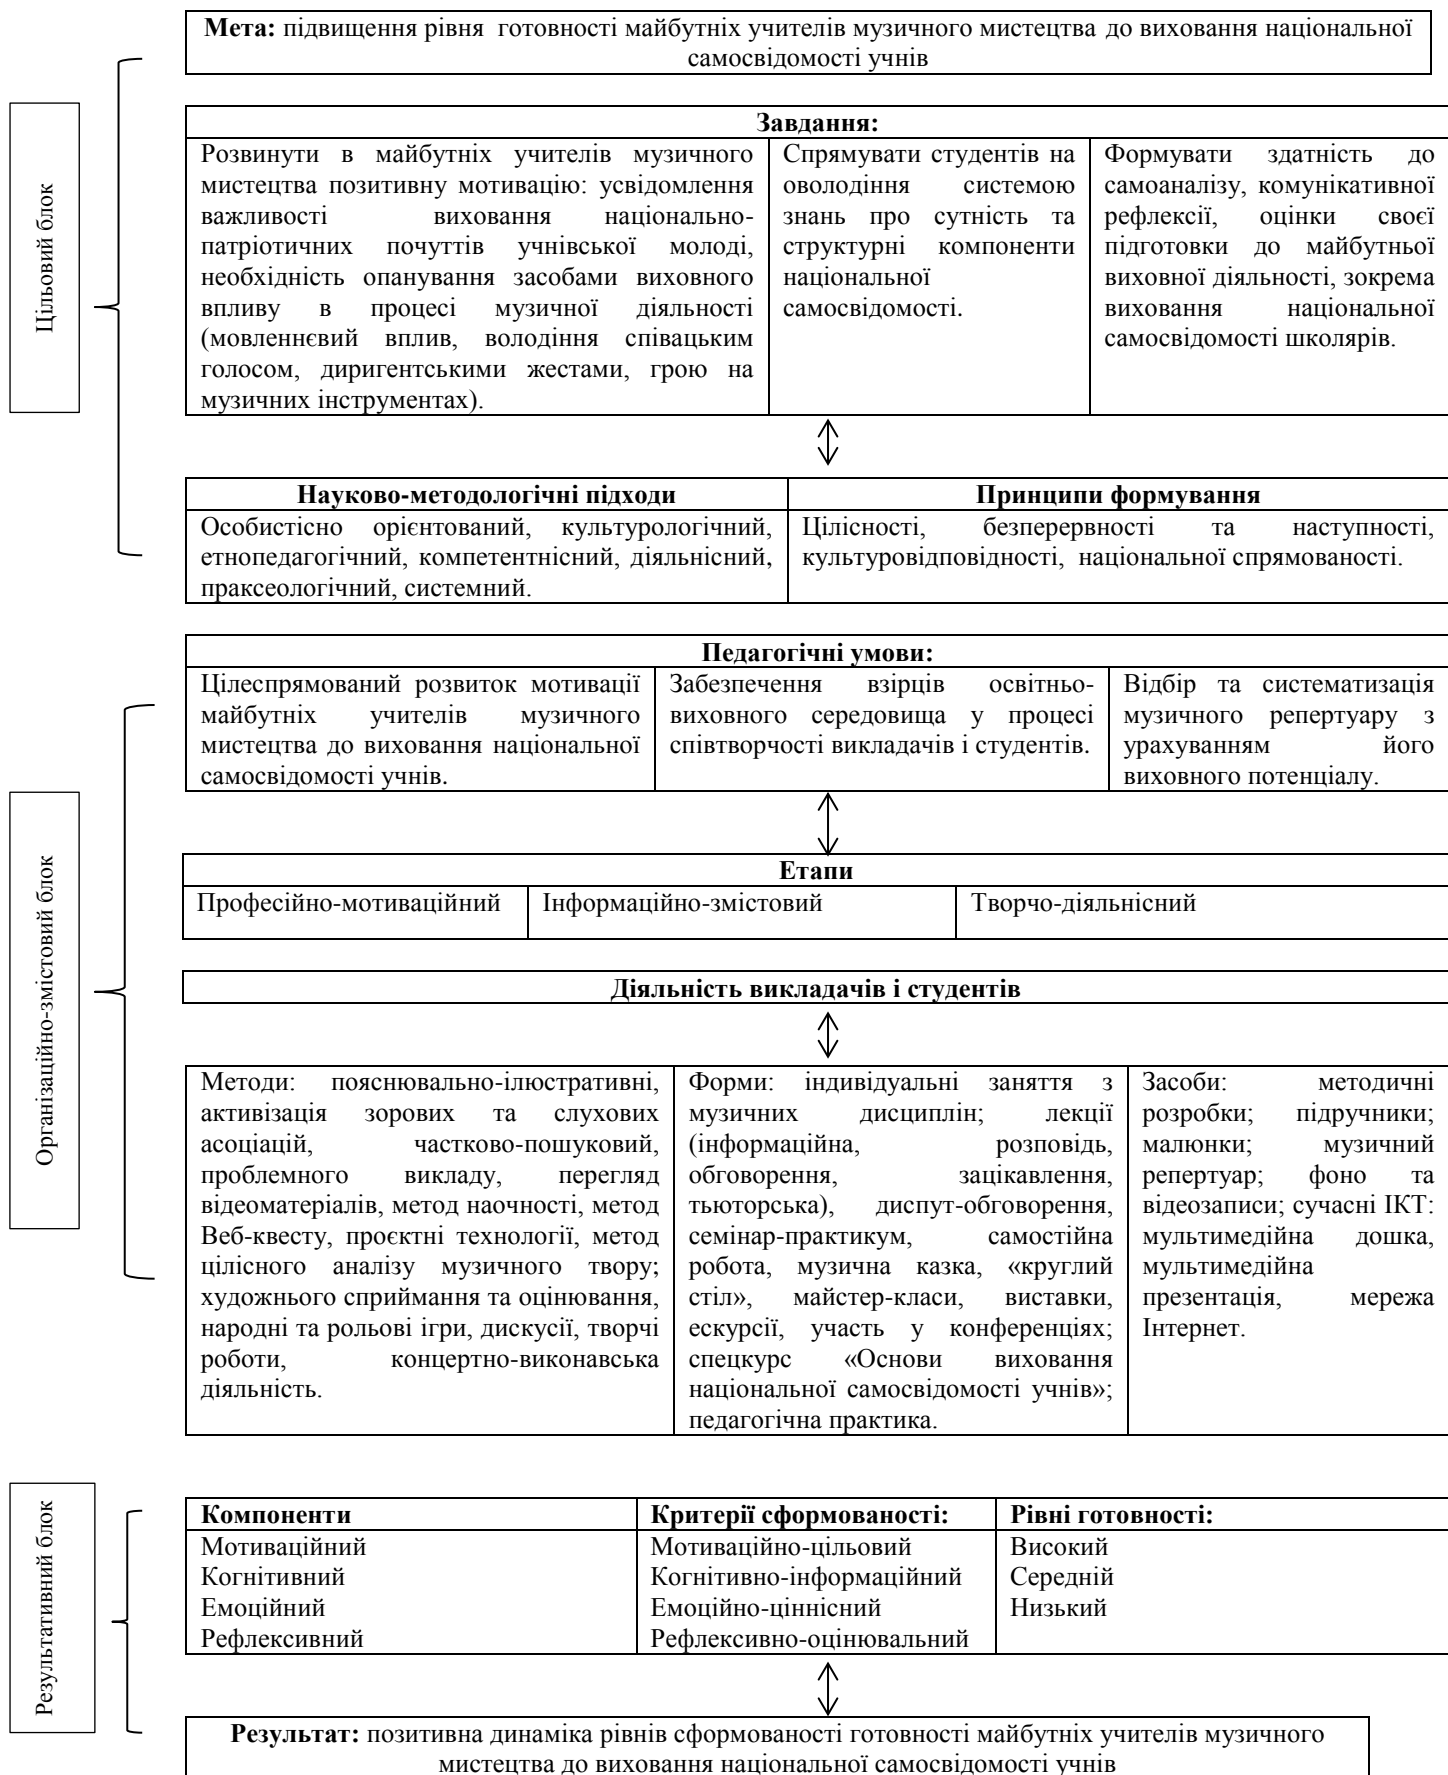 Мета: підвищення рівня готовності майбутніх учителів музичного мистецтва до виховання національної
самосвідомості учнів
Цільовий блок
Завдання:
Розвинути в майбутніх учителів музичного
мистецтва позитивну мотивацію: усвідомлення
важливості виховання національно-
патріотичних почуттів учнівської молоді,
необхідність опанування засобами виховного
впливу в процесі музичної діяльності
(мовленнєвий вплив, володіння співацьким
голосом, диригентськими жестами, грою на
музичних інструментах).
Спрямувати студентів на
оволодіння системою
знань про сутність та
структурні компоненти
національної
самосвідомості.
Формувати здатність до
самоаналізу, комунікативної
рефлексії, оцінки своєї
підготовки до майбутньої
виховної діяльності, зокрема
виховання національної
самосвідомості школярів.
Науково-методологічні підходи
Особистісно орієнтований, культурологічний,
етнопедагогічний, компетентнісний, діяльнісний,
праксеологічний, системний.
Принципи формування
Цілісності, безперервності та наступності,
культуровідповідності, національної спрямованості.
Організаційно-змістовий блок
Педагогічні умови:
Цілеспрямований розвиток мотивації
майбутніх учителів музичного
мистецтва до виховання національної
самосвідомості учнів.
Забезпечення взірців освітньо-
виховного середовища у процесі
співтворчості викладачів і студентів.
Відбір та систематизація
музичного репертуару з
урахуванням його
виховного потенціалу.
Етапи
Професійно-мотиваційний
Інформаційно-змістовий
Творчо-діяльнісний
Діяльність викладачів і студентів
Методи: пояснювально-ілюстративні,
активізація зорових та слухових
асоціацій, частково-пошуковий,
проблемного викладу, перегляд
відеоматеріалів, метод наочності, метод
Веб-квесту, проєктні технології, метод
цілісного аналізу музичного твору;
художнього сприймання та оцінювання,
народні та рольові ігри, дискусії, творчі
роботи, концертно-виконавська
діяльність.
Форми: індивідуальні заняття з
музичних дисциплін; лекції
(інформаційна, розповідь,
обговорення, зацікавлення,
тьюторська), диспут-обговорення,
семінар-практикум, самостійна
робота, музична казка, «круглий
стіл», майстер-класи, виставки,
ескурсії, участь у конференціях;
спецкурс «Основи виховання
національної самосвідомості учнів»;
педагогічна практика.
Засоби: методичні
розробки; підручники;
малюнки; музичний
репертуар; фоно та
відеозаписи; сучасні ІКТ:
мультимедійна дошка,
мультимедійна
презентація, мережа
Інтернет.
Результативний блок
Компоненти
Мотиваційний
Когнітивний
Емоційний
Рефлексивний
Критерії сформованості:
Мотиваційно-цільовий
Когнітивно-інформаційний
Емоційно-ціннісний
Рефлексивно-оцінювальний
Рівні готовності:
Високий
Середній
Низький
Результат: позитивна динаміка рівнів сформованості готовності майбутніх учителів музичного
мистецтва до виховання національної самосвідомості учнів